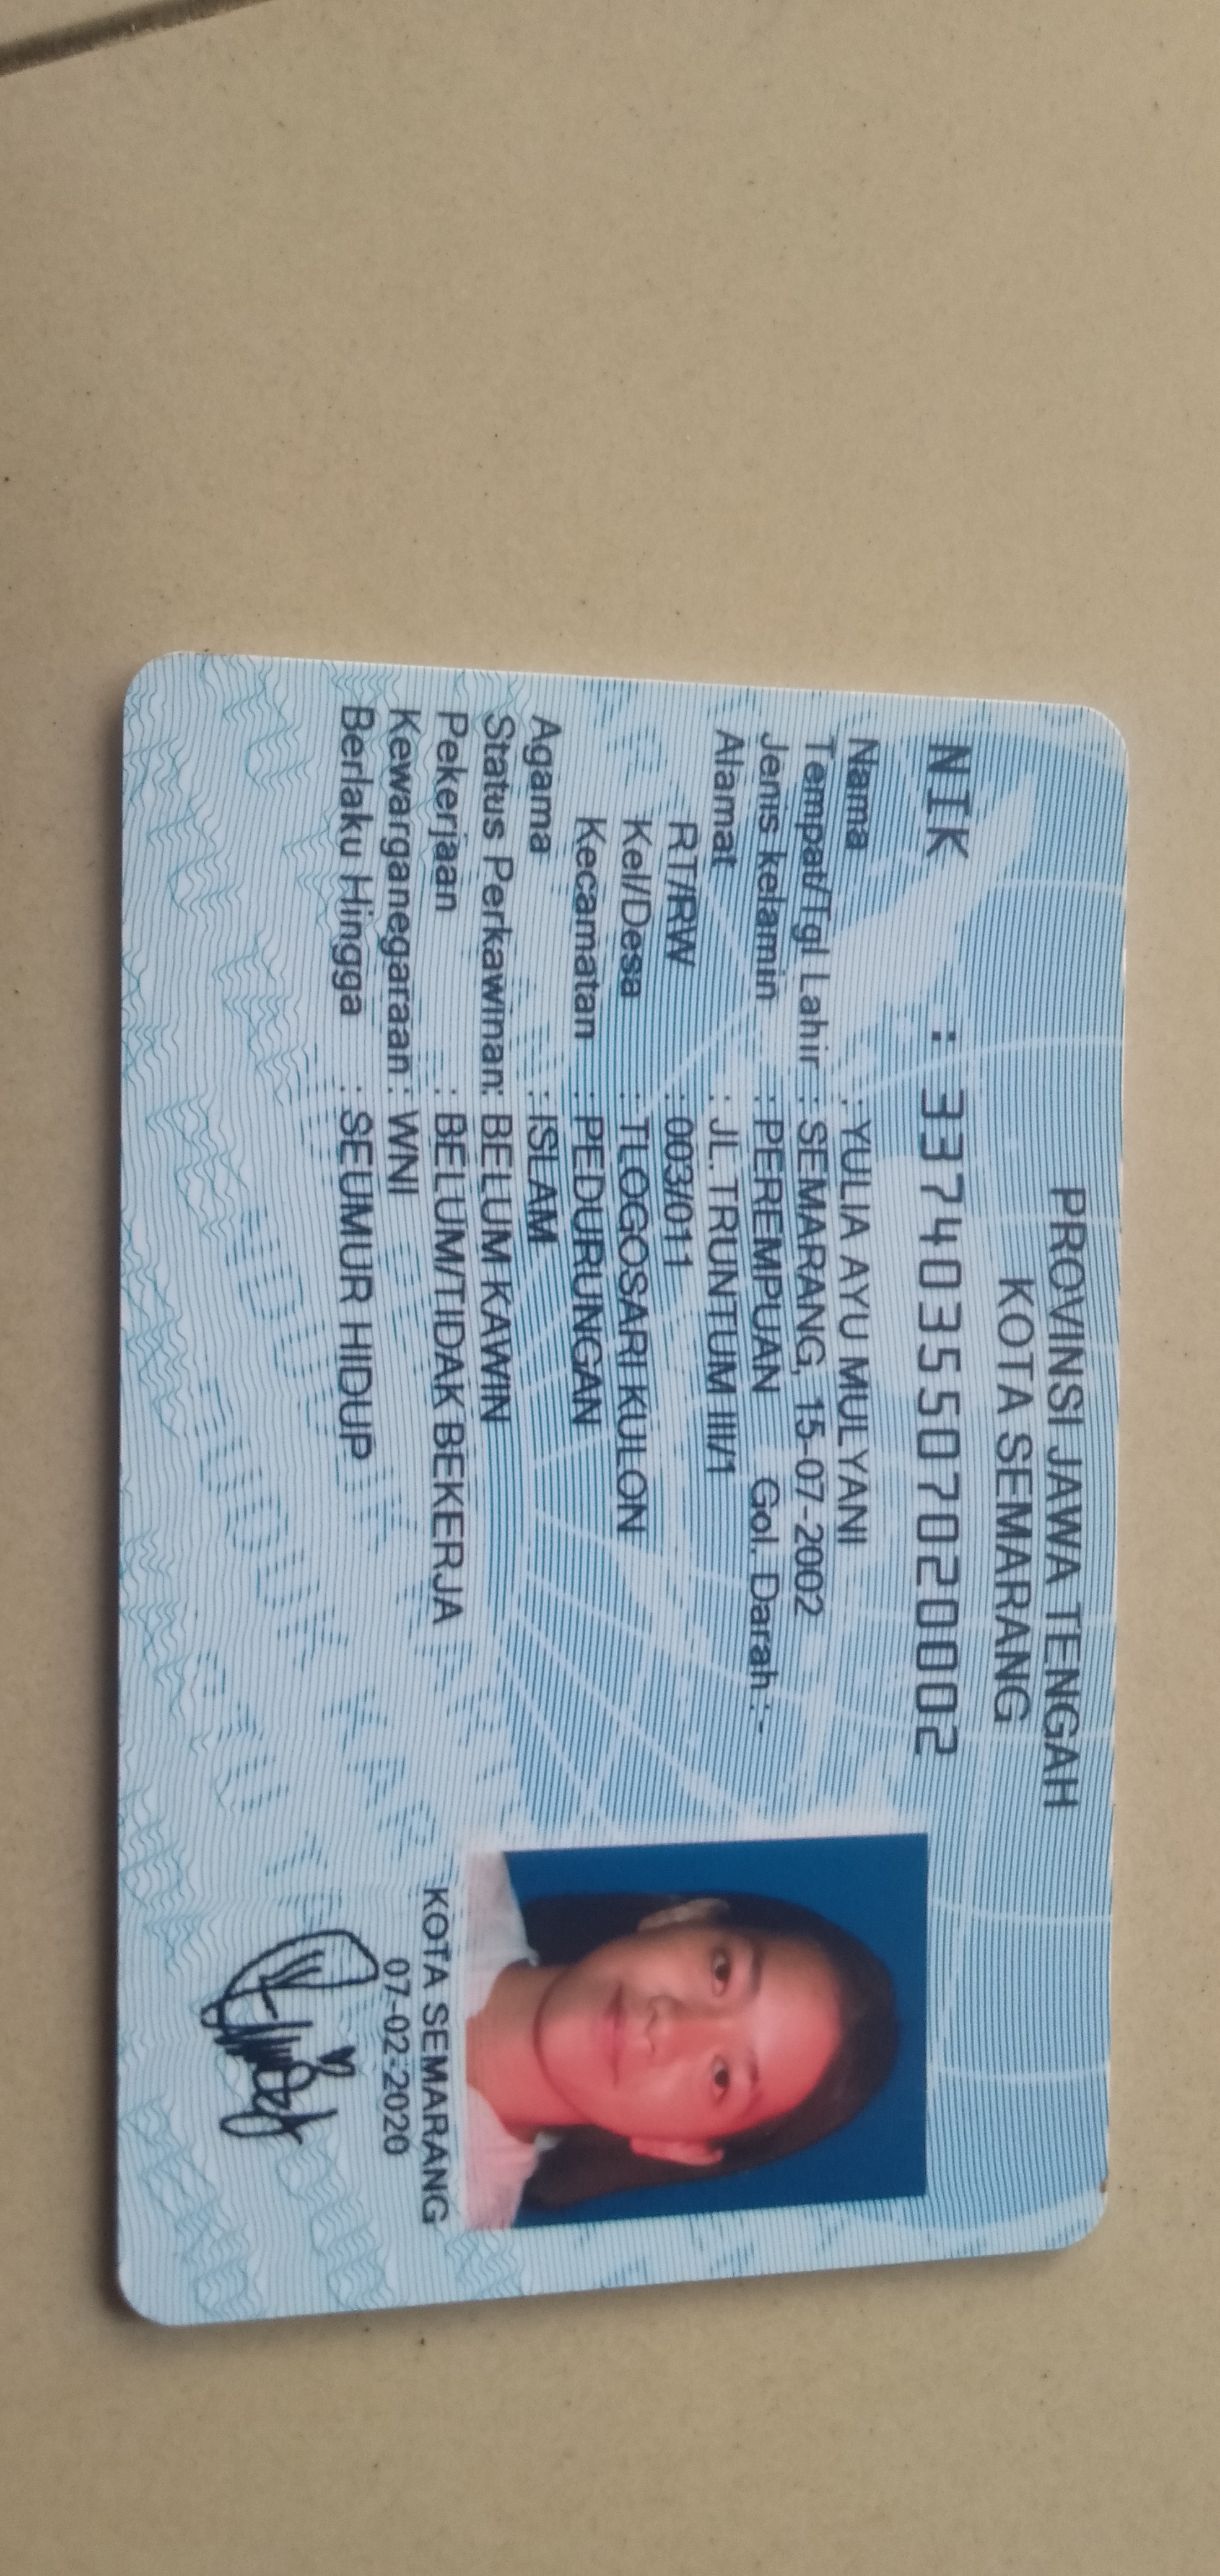 PROVINSI JAWA TENGAH
KOTA SEMARANG
NIK : 3374035507020002
Nama : YULIA AYU MULYANI
Tempat/Tgl Lahir : SEMARANG, 15-07-2002
Jenis kelamin : PEREMPUAN Gol. Darah : -
Alamat : JL. TRUNTUM III/1
RT/RW : 003/011
Kel/Desa : TLOGOSARI KULON
Kecamatan : PEDURUNGAN
Agama : ISLAM
Status Perkawinan: BELUM KAWIN
Pekerjaan : BELUM/TIDAK BEKERJA
Kewarganegaraan : WNI
Berlaku Hingga : SEUMUR HIDUP
KOTA SEMARANG
07-02-2020